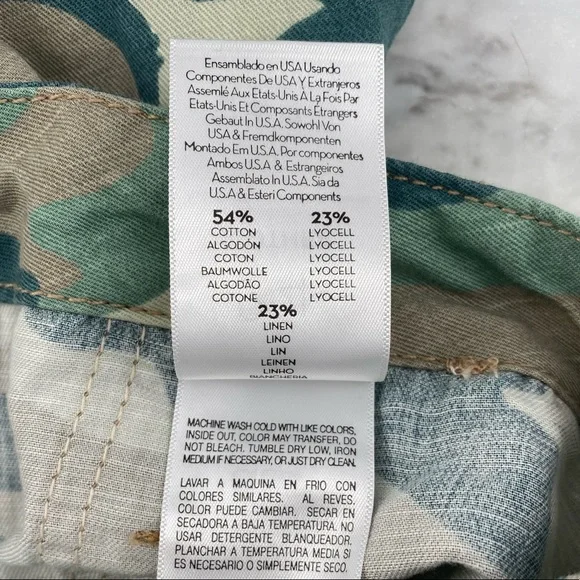 Ensamblado en USA Usando
Componentes De USA Y Extranjeros
Assemlé Aux Etats-Unis À La Fois Par
Etats-Unis Et Composants Étrangers
Gebaut In U.S.A. Sowohl Von
USA & Fremdkomponenten
Montado Em U.S.A. Por componentes
Ambos U.S.A & Estrangeiros
Assemblato In U.S.A. Sia da
U.S.A & Esteri Componenti
54% 23%
COTTON LYOCELL
ALGODÓN LYOCELL
COTON LYOCELL
BAUMWOLLE LYOCELL
ALGODÃO LYOCELL
COTONE LYOCELL
23%
LINEN
LINO
LIN
LEINEN
LINHO
BIANCHERIA
MACHINE WASH COLD WITH LIKE COLORS,
INSIDE OUT, COLOR MAY TRANSFER, DO
NOT BLEACH. TUMBLE DRY LOW, IRON
MEDIUM IF NECESSARY, OR JUST DRY CLEAN.
LAVAR A MAQUINA EN FRIO CON
COLORES SIMILARES. AL REVES,
COLOR PUEDE CAMBIAR. SECAR EN
SECADORA A BAJA TEMPERATURA. NO
USAR DETERGENTE BLANQUEADOR.
PLANCHAR A TEMPERATURA MEDIA SI
ES NECESARIO O SIMPLEMENTE SECO.